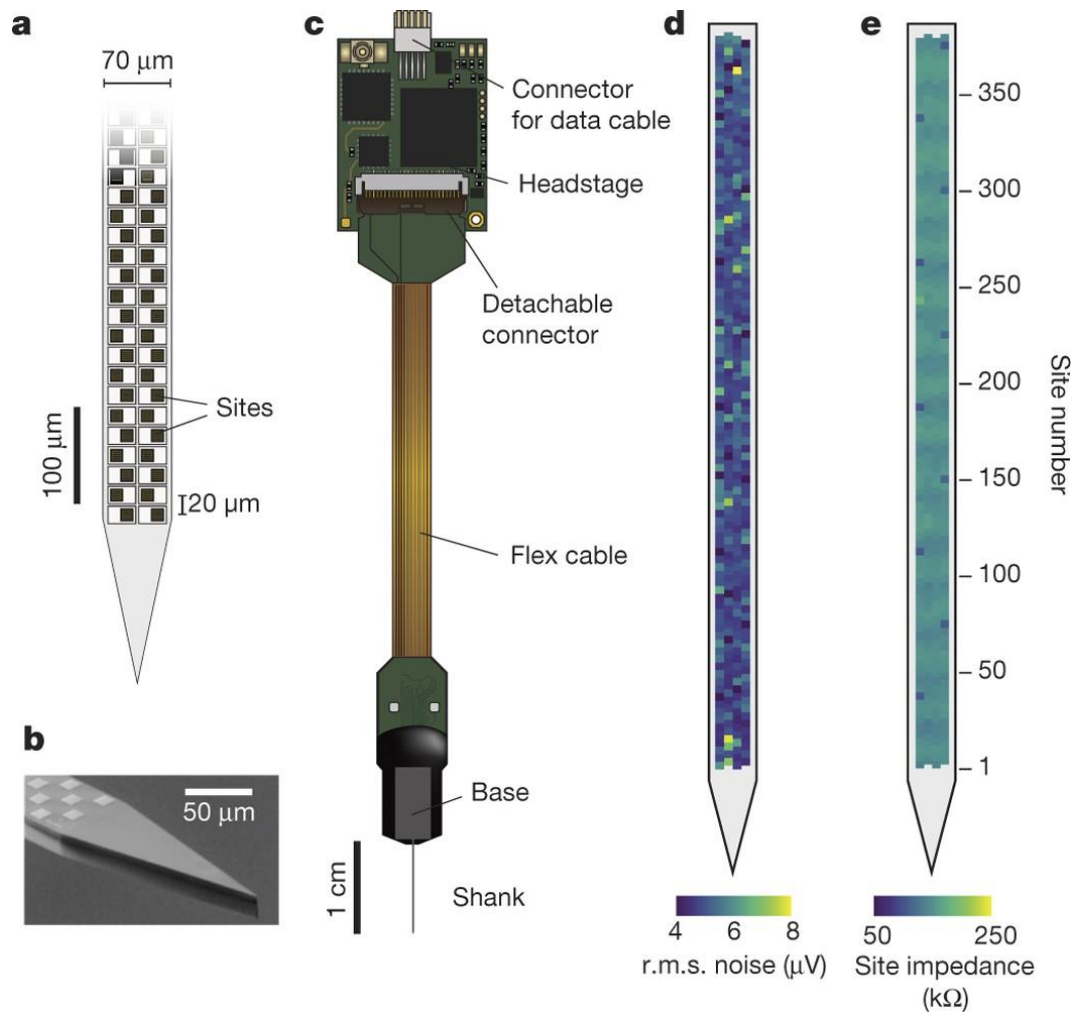 a
70 μm
Sites
100 μm
20 μm
b
50 μm
c
Connector
for data cable
Headstage
Detachable
connector
Flex cable
Base
1 cm
Shank
d
4 6 8
r.m.s. noise (μV)
e
350
300
250
200
150
100
50
1
Site number
50 250
Site impedance
(kΩ)